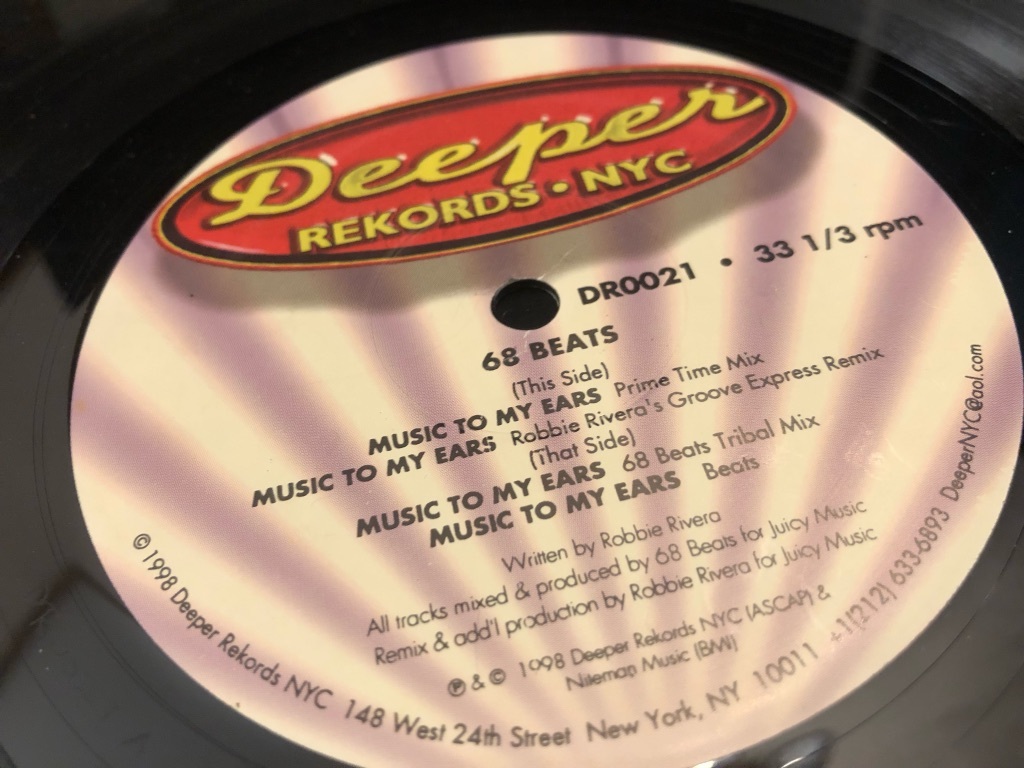 Deeper
REKORDS • NYC
DR0021 • 33 1/3 rpm
68 BEATS
(This Side)
MUSIC TO MY EARS Prime Time Mix
MUSIC TO MY EARS Robbie Rivera's Groove Express Remix
(That Side)
MUSIC TO MY EARS 68 Beats Tribal Mix
MUSIC TO MY EARS Beats
Written by Robbie Rivera
All tracks mixed & produced by 68 Beats for Juicy Music
Remix & add'l production by Robbie Rivera for Juicy Music
℗ & © 1998 Deeper Rekords NYC (ASCAP) &
Nitemap Music (BMI)
© 1998 Deeper Rekords NYC 148 West 24th Street New York, NY 10011 +1(212) 633-6893 DeeperNYC@aol.com